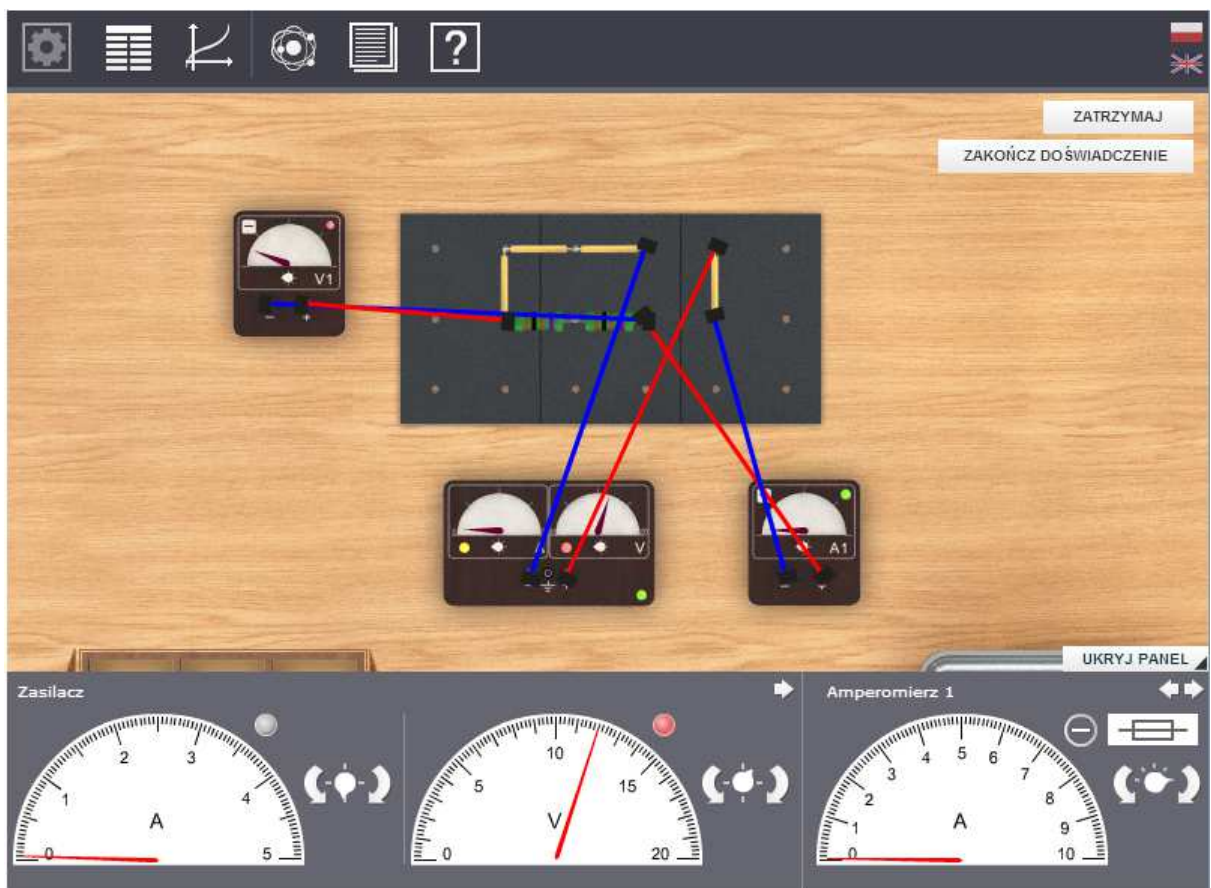 ?
ZATRZYMAJ
ZAKOŃCZ DOŚWIADCZENIE
V1
- +
A V
A1
- +
UKRYJ PANEL
Zasilacz
Amperomierz 1
0 1 2 3 4 5
A
0 5 10 15 20
V
0 1 2 3 4 5 6 7 8 9 10
A